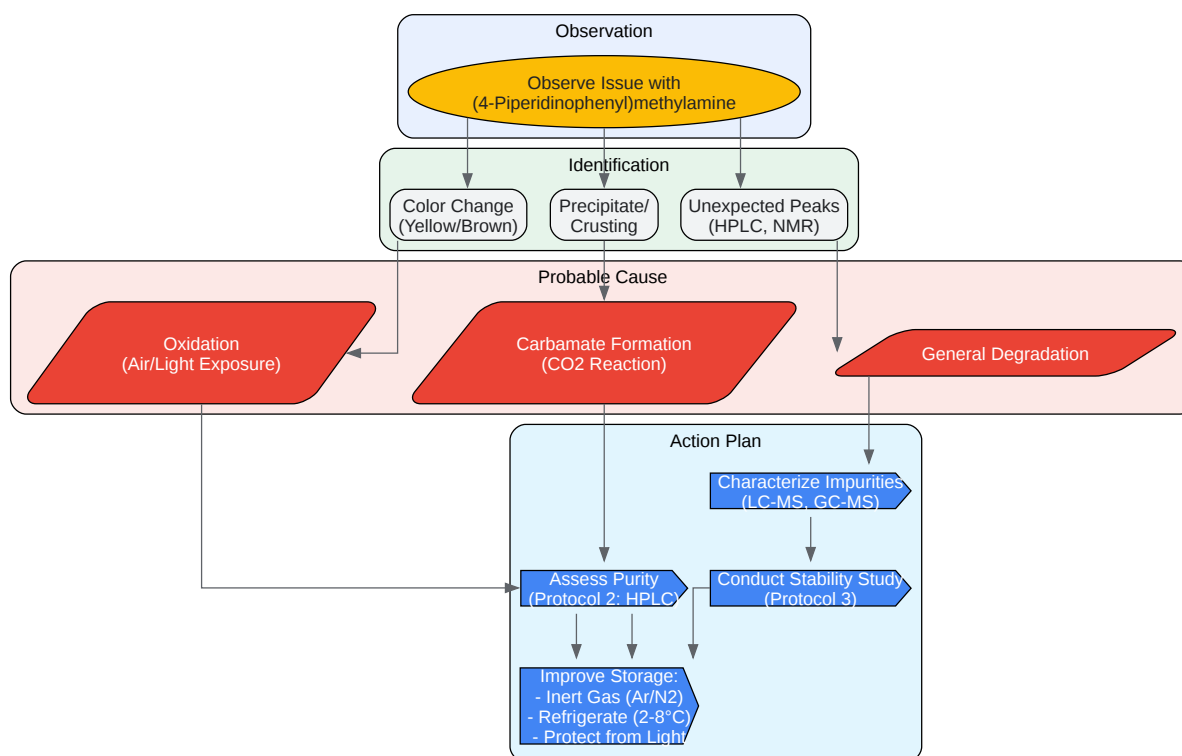 Observation
Observe Issue with
(4-Piperidinophenyl)methylamine
Identification
Color Change
(Yellow/Brown)
Precipitate/
Crusting
Unexpected Peaks
(HPLC, NMR)
Probable Cause
Oxidation
(Air/Light Exposure)
Carbamate Formation
(CO2 Reaction)
General Degradation
Action Plan
Characterize Impurities
(LC-MS, GC-MS)
Assess Purity
(Protocol 2: HPLC)
Conduct Stability Study
(Protocol 3)
Improve Storage:
- Inert Gas (Ar/N2)
- Refrigerate (2-8°C)
- Protect from Light